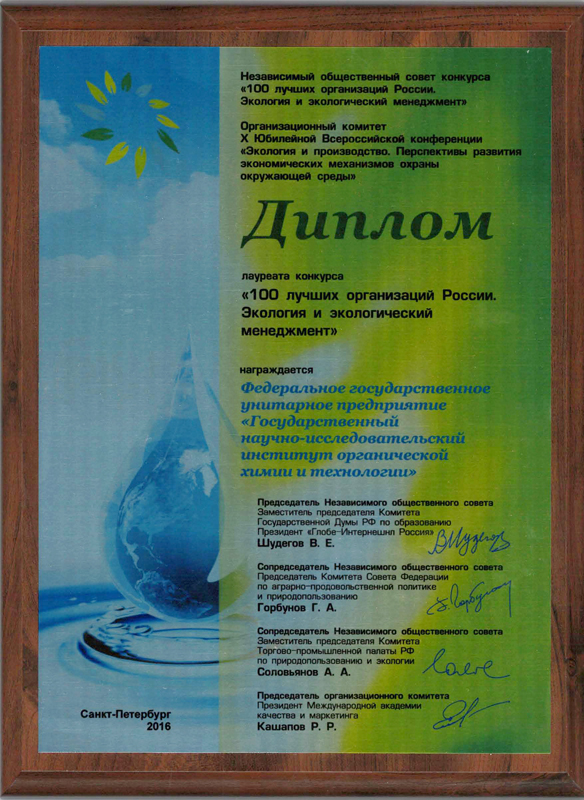 Независимый общественный совет конкурса
«100 лучших организаций России.
Экология и экологический менеджмент»
Организационный комитет
X Юбилейной Всероссийской конференции
«Экология и производство. Перспективы развития
экономических механизмов охраны
окружающей среды»
Диплом
лауреата конкурса
«100 лучших организаций России.
Экология и экологический
менеджмент»
награждается
Федеральное государственное
унитарное предприятие
«Государственный
научно-исследовательский
институт органической
химии и технологии»
Председатель Независимого общественного совета
Заместитель председателя Комитета
Государственной Думы РФ по образованию
Президент «Глобе-Интернешнл Россия»
Шудегов В. Е.
Сопредседатель Независимого общественного совета
Председатель Комитета Совета Федерации
по аграрно-продовольственной политике
и природопользованию
Горбунов Г. А.
Сопредседатель Независимого общественного совета
Заместитель председателя Комитета
Торгово-промышленной палаты РФ
по природопользованию и экологии
Соловьянов А. А.
Председатель организационного комитета
Президент Международной академии
качества и маркетинга
Кашапов Р. Р.
Санкт-Петербург
2016